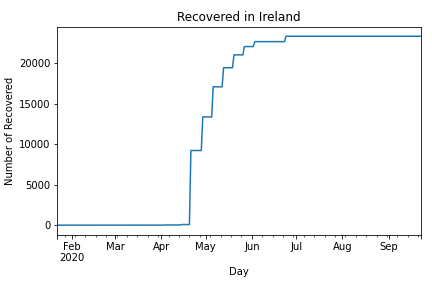 Recovered in Ireland
Number of Recovered
20000
15000
10000
5000
0
Feb Mar Apr May Jun Jul Aug Sep
2020
Day